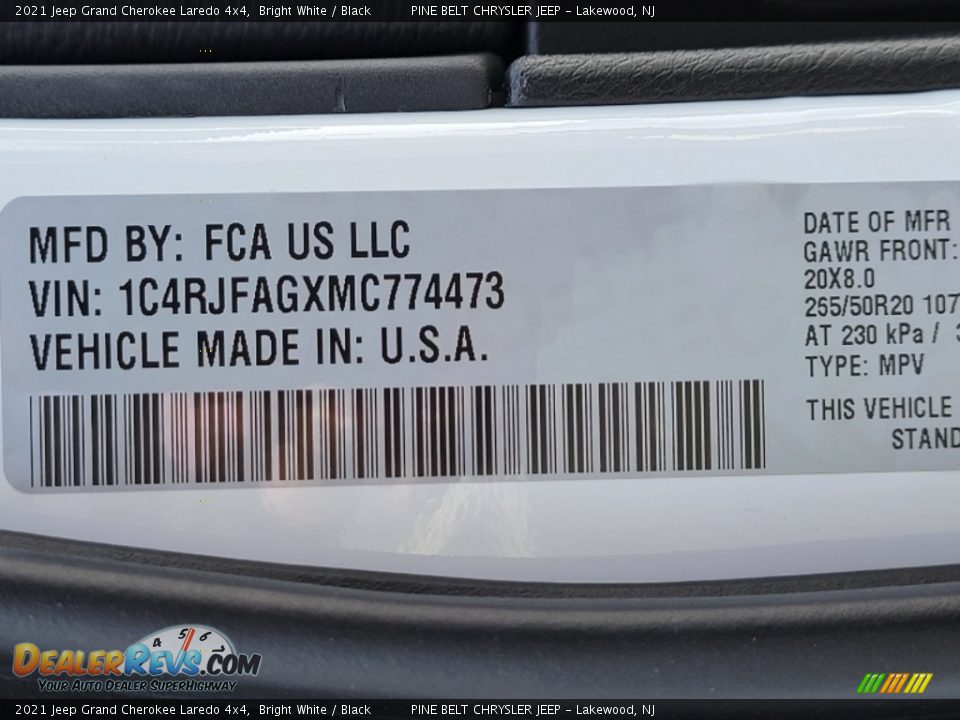 2021 Jeep Grand Cherokee Laredo 4x4, Bright White / Black PINE BELT CHRYSLER JEEP - Lakewood, NJ
MFD BY: FCA US LLC
VIN: 1C4RJFAGXMC774473
VEHICLE MADE IN: U.S.A.
DATE OF MFR
GAWR FRONT:
20X8.0
265/50R20 107
AT 230 kPa /
TYPE: MPV
THIS VEHICLE
STAND
4 5 6
DEALERREVS.COM
YOUR AUTO DEALER SUPERHIGHWAY
2021 Jeep Grand Cherokee Laredo 4x4, Bright White / Black PINE BELT CHRYSLER JEEP - Lakewood, NJ